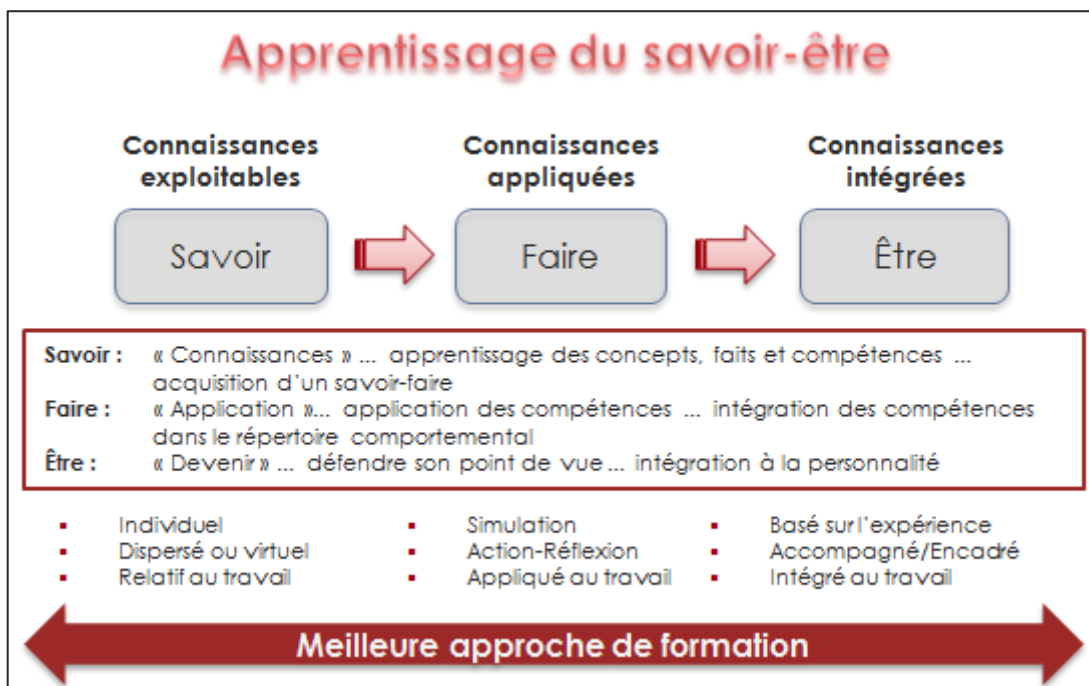 Apprentissage du savoir-être
Connaissances exploitables
Connaissances appliquées
Connaissances intégrées
Savoir
Faire
Être
Savoir : « Connaissances » ... apprentissage des concepts, faits et compétences ...
acquisition d'un savoir-faire
Faire : « Application »... application des compétences ... intégration des compétences
dans le répertoire comportemental
Être : « Devenir » ... défendre son point de vue ... intégration à la personnalité
▪ Individuel
▪ Dispersé ou virtuel
▪ Relatif au travail
▪ Simulation
▪ Action-Réflexion
▪ Appliqué au travail
▪ Basé sur l'expérience
▪ Accompagné/Encadré
▪ Intégré au travail
Meilleure approche de formation